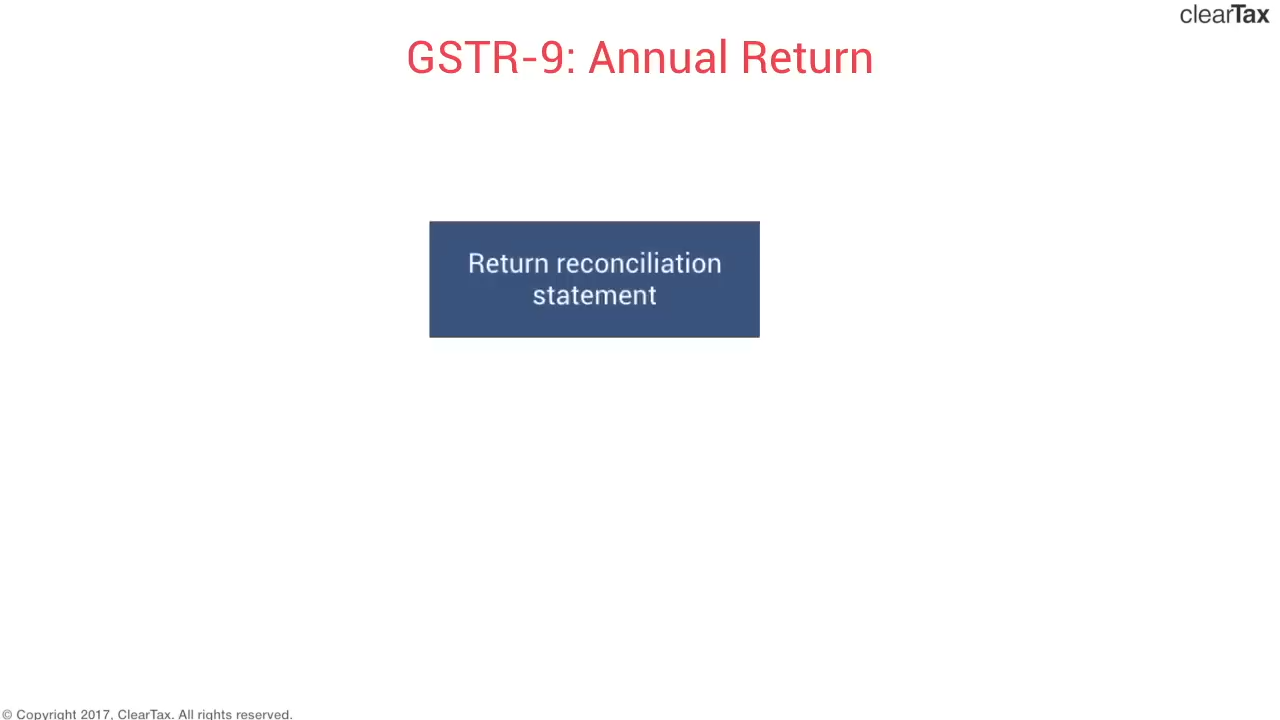 clearTax
GSTR-9: Annual Return
Return reconciliation
statement
© Copyright 2017, ClearTax. All rights reserved.